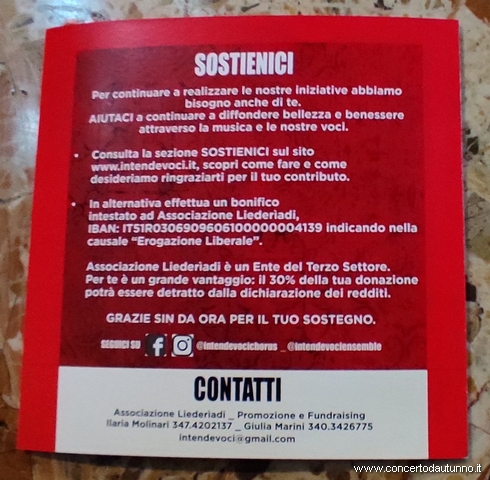 SOSTIENICI
Per continuare a realizzare le nostre iniziative abbiamo
bisogno anche di te.
AIUTACI a continuare a diffondere bellezza e benessere
attraverso la musica e le nostre voci.
• Consulta la sezione SOSTIENICI sul sito
www.intendevoci.it, scopri come fare e come
desideriamo ringraziarti per il tuo contributo.
• In alternativa effettua un bonifico
intestato ad Associazione Liederìadi,
IBAN: IT51R0306909606100000004139 indicando nella
causale “Erogazione Liberale”.
Associazione Liederìadi è un Ente del Terzo Settore.
Per te è un grande vantaggio: il 30% della tua donazione
potrà essere detratto dalla dichiarazione dei redditi.
GRAZIE SIN DA ORA PER IL TUO SOSTEGNO.
SEGUICI SU @intendevocichorus _ @intendevociensemble
CONTATTI
Associazione Liederìadi _ Promozione e Fundraising
Ilaria Molinari 347.4202137 _ Giulia Marini 340.3426775
intendevoci@gmail.com
www.concertodautunno.it